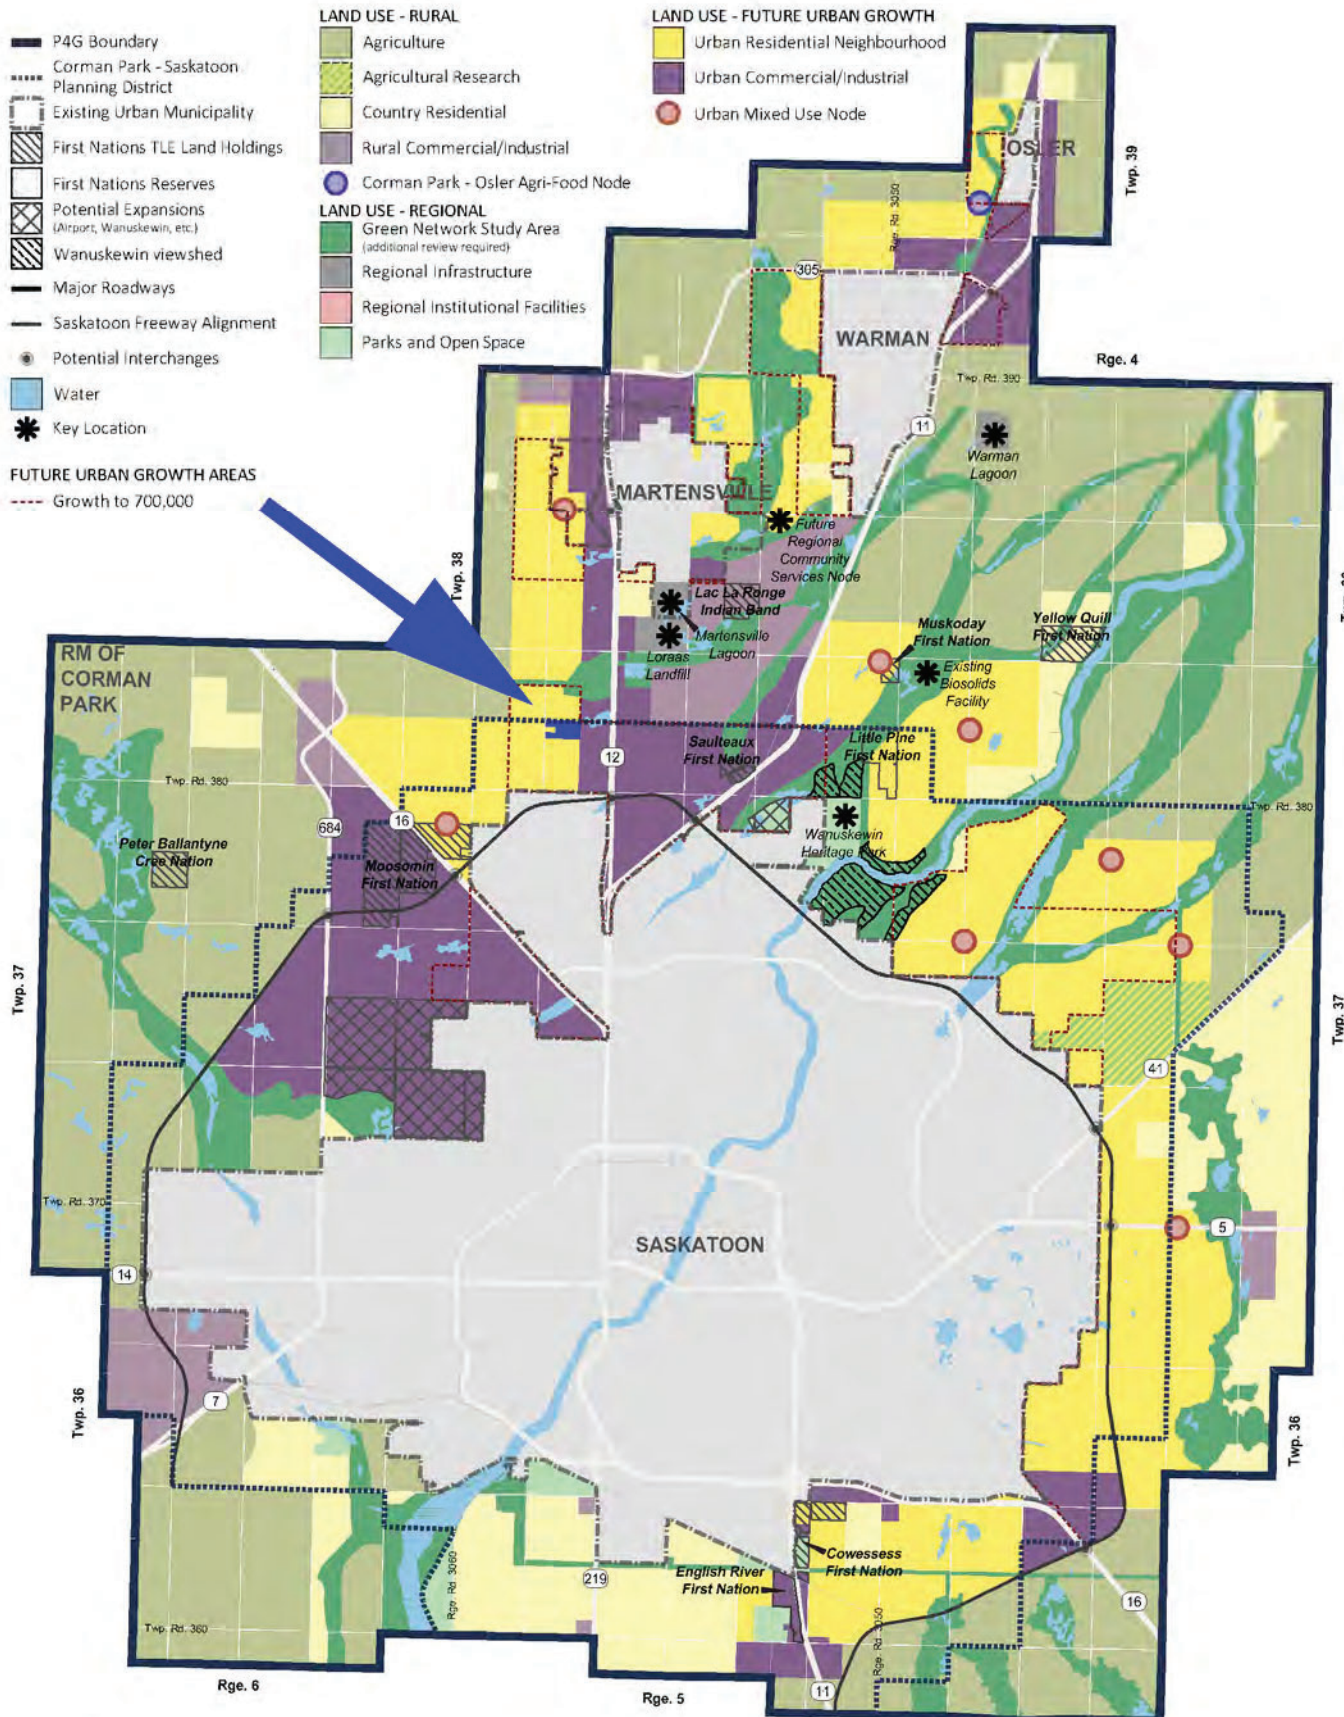 P4G Boundary
Corman Park - Saskatoon
Planning District
Existing Urban Municipality
First Nations TLE Land Holdings
First Nations Reserves
Potential Expansions
(Airport, Wanuskewin, etc.)
Wanuskewin viewshed
Major Roadways
Saskatoon Freeway Alignment
Potential Interchanges
Water
Key Location
FUTURE URBAN GROWTH AREAS
Growth to 700,000
LAND USE - RURAL
Agriculture
Agricultural Research
Country Residential
Rural Commercial/Industrial
Corman Park - Osler Agri-Food Node
LAND USE - REGIONAL
Green Network Study Area
(additional review required)
Regional Infrastructure
Regional Institutional Facilities
Parks and Open Space
LAND USE - FUTURE URBAN GROWTH
Urban Residential Neighbourhood
Urban Commercial/Industrial
Urban Mixed Use Node
OSLER
Twp. 39
Rge. Rd. 3050
305
WARMAN
Rge. 4
Twp. Rd. 390
11
Warman
Lagoon
MARTENSVILLE
Future
Regional
Community
Services Node
Twp. 38
Lac La Ronge
Indian Band
Martensville
Lagoon
Loraas
Landfill
Muskoday
First Nation
Yellow Quill
First Nation
Existing
Biosolids
Facility
RM OF
CORMAN
PARK
12
Saulteaux
First Nation
Little Pine
First Nation
Twp. Rd. 380
Twp. Rd. 380
684
16
Wanuskewin
Heritage Park
Peter Ballantyne
Cree Nation
Moosomin
First Nation
Twp. 37
Twp. 37
41
Twp. Rd. 370
SASKATOON
5
14
7
Twp. 36
Twp. 36
Rge. Rd. 3060
219
English River
First Nation
Cowessess
First Nation
Rge. Rd. 3050
16
Twp. Rd. 360
11
Rge. 6
Rge. 5